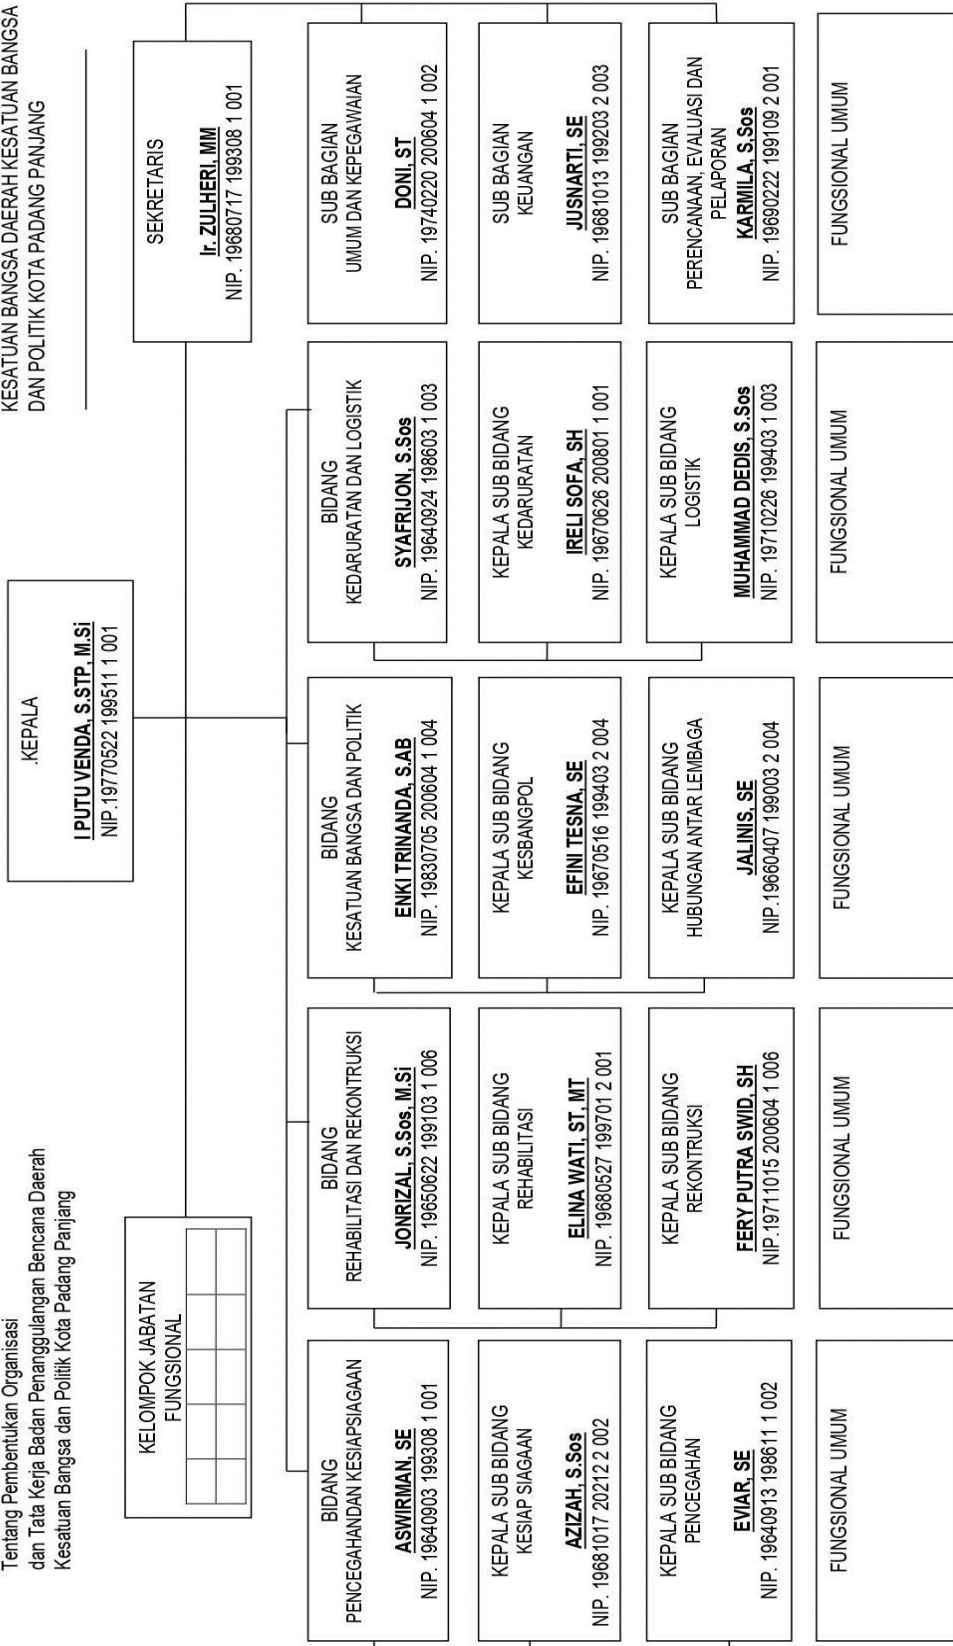 Tentang Pembentukan Organisasi
dan Tata Kerja Badan Penanggulangan Bencana Daerah
Kesatuan Bangsa dan Politik Kota Padang Panjang
KESATUAN BANGSA DAERAH KESATUAN BANGSA
DAN POLITIK KOTA PADANG PANJANG
.KEPALA
I PUTU VENDA, S.STP, M.Si
NIP.19770522 199511 1 001
KELOMPOK JABATAN
FUNGSIONAL
SEKRETARIS
Ir. ZULHERI, MM
NIP. 19680717 199308 1 001
BIDANG
PENCEGAHANDAN KESIAPSIAGAAN
ASWIRMAN, SE
NIP. 19640903 199308 1 001
BIDANG
REHABILITASI DAN REKONTRUKSI
JONRIZAL, S.Sos, M.Si
NIP. 19650622 199103 1 006
BIDANG
KESATUAN BANGSA DAN POLITIK
ENKI TRINANDA, S.AB
NIP. 19830705 200604 1 004
BIDANG
KEDARURATAN DAN LOGISTIK
SYAFRIJON, S.Sos
NIP. 19640924 198603 1 003
SUB BAGIAN
UMUM DAN KEPEGAWAIAN
DONI, ST
NIP. 19740220 200604 1 002
KEPALA SUB BIDANG
KESIAP SIAGAAN
AZIZAH, S.Sos
NIP. 19681017 20212 2 002
KEPALA SUB BIDANG
REHABILITASI
ELINA WATI, ST, MT
NIP. 19680527 199701 2 001
KEPALA SUB BIDANG
KESBANGPOL
EFINI TESNA, SE
NIP. 19670516 199403 2 004
KEPALA SUB BIDANG
KEDARURATAN
IRELI SOFA, SH
NIP. 19670626 200801 1 001
SUB BAGIAN
KEUANGAN
JUSNARTI, SE
NIP. 19681013 199203 2 003
KEPALA SUB BIDANG
PENCEGAHAN
EVIAR, SE
NIP. 19640913 198611 1 002
KEPALA SUB BIDANG
REKONTRUKSI
FERY PUTRA SWID, SH
NIP.19711015 200604 1 006
KEPALA SUB BIDANG
HUBUNGAN ANTAR LEMBAGA
JALINIS, SE
NIP.19660407 199003 2 004
KEPALA SUB BIDANG
LOGISTIK
MUHAMMAD DEDIS, S.Sos
NIP. 19710226 199403 1 003
SUB BAGIAN
PERENCANAAN, EVALUASI DAN
PELAPORAN
KARMILA, S,Sos
NIP. 19690222 199109 2 001
FUNGSIONAL UMUM
FUNGSIONAL UMUM
FUNGSIONAL UMUM
FUNGSIONAL UMUM
FUNGSIONAL UMUM